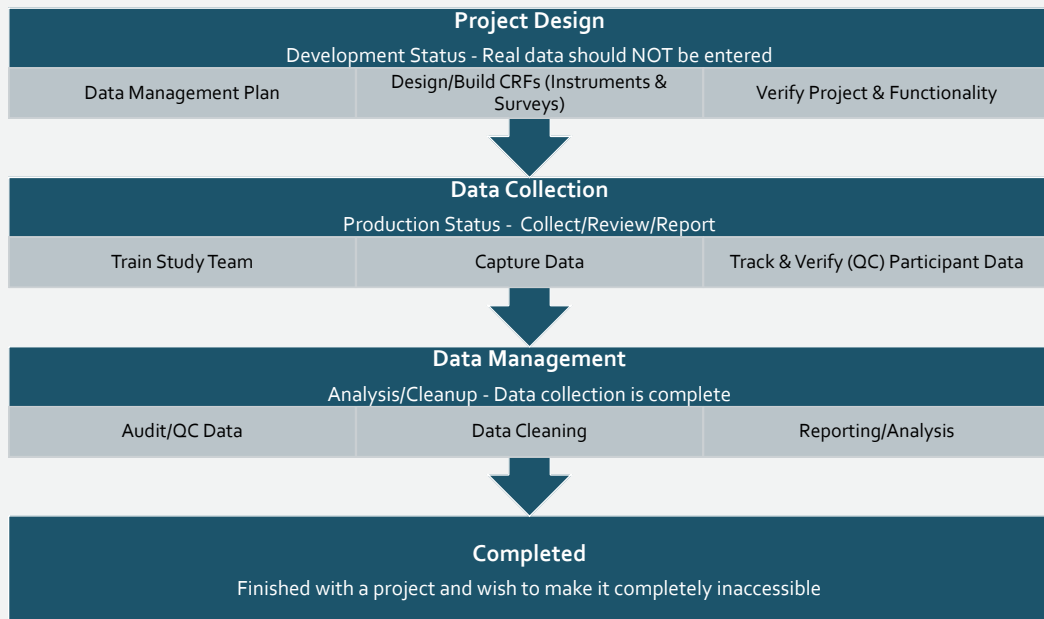 Project Design
Development Status - Real data should NOT be entered
Data Management Plan
Design/Build CRFs (Instruments &
Surveys)
Verify Project & Functionality
Data Collection
Production Status - Collect/Review/Report
Train Study Team
Capture Data
Track & Verify (QC) Participant Data
Data Management
Analysis/Cleanup - Data collection is complete
Audit/QC Data
Data Cleaning
Reporting/Analysis
Completed
Finished with a project and wish to make it completely inaccessible